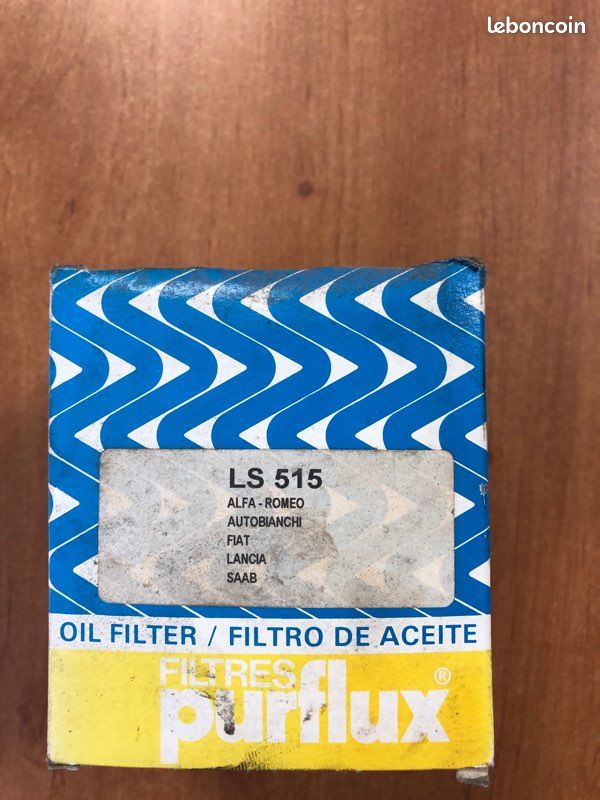 leboncoin
LS 515
ALFA - ROMEO
AUTOBIANCHI
FIAT
LANCIA
SAAB
OIL FILTER / FILTRO DE ACEITE
FILTRES
purflux®